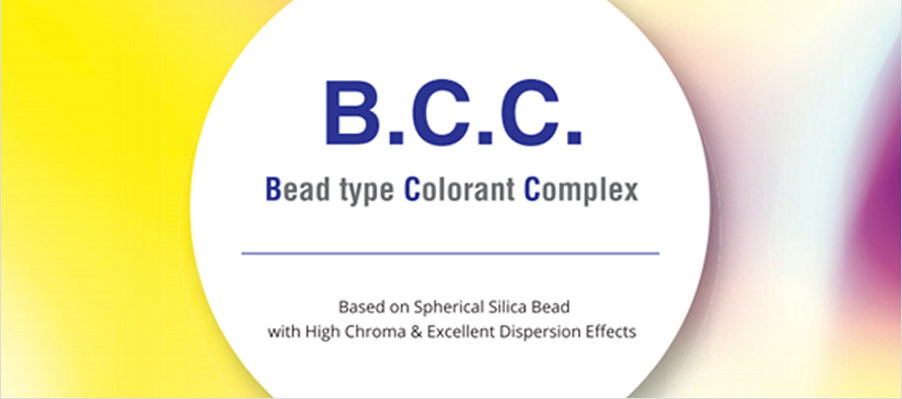 B.C.C.
Bead type Colorant Complex
Based on Spherical Silica Bead
with High Chroma & Excellent Dispersion Effects